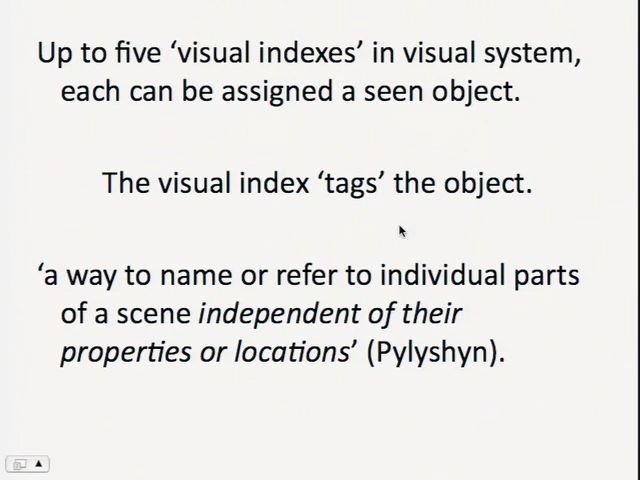 Up to five ‘visual indexes’ in visual system,
each can be assigned a seen object.
The visual index ‘tags’ the object.
‘a way to name or refer to individual parts
of a scene independent of their
properties or locations’ (Pylyshyn).